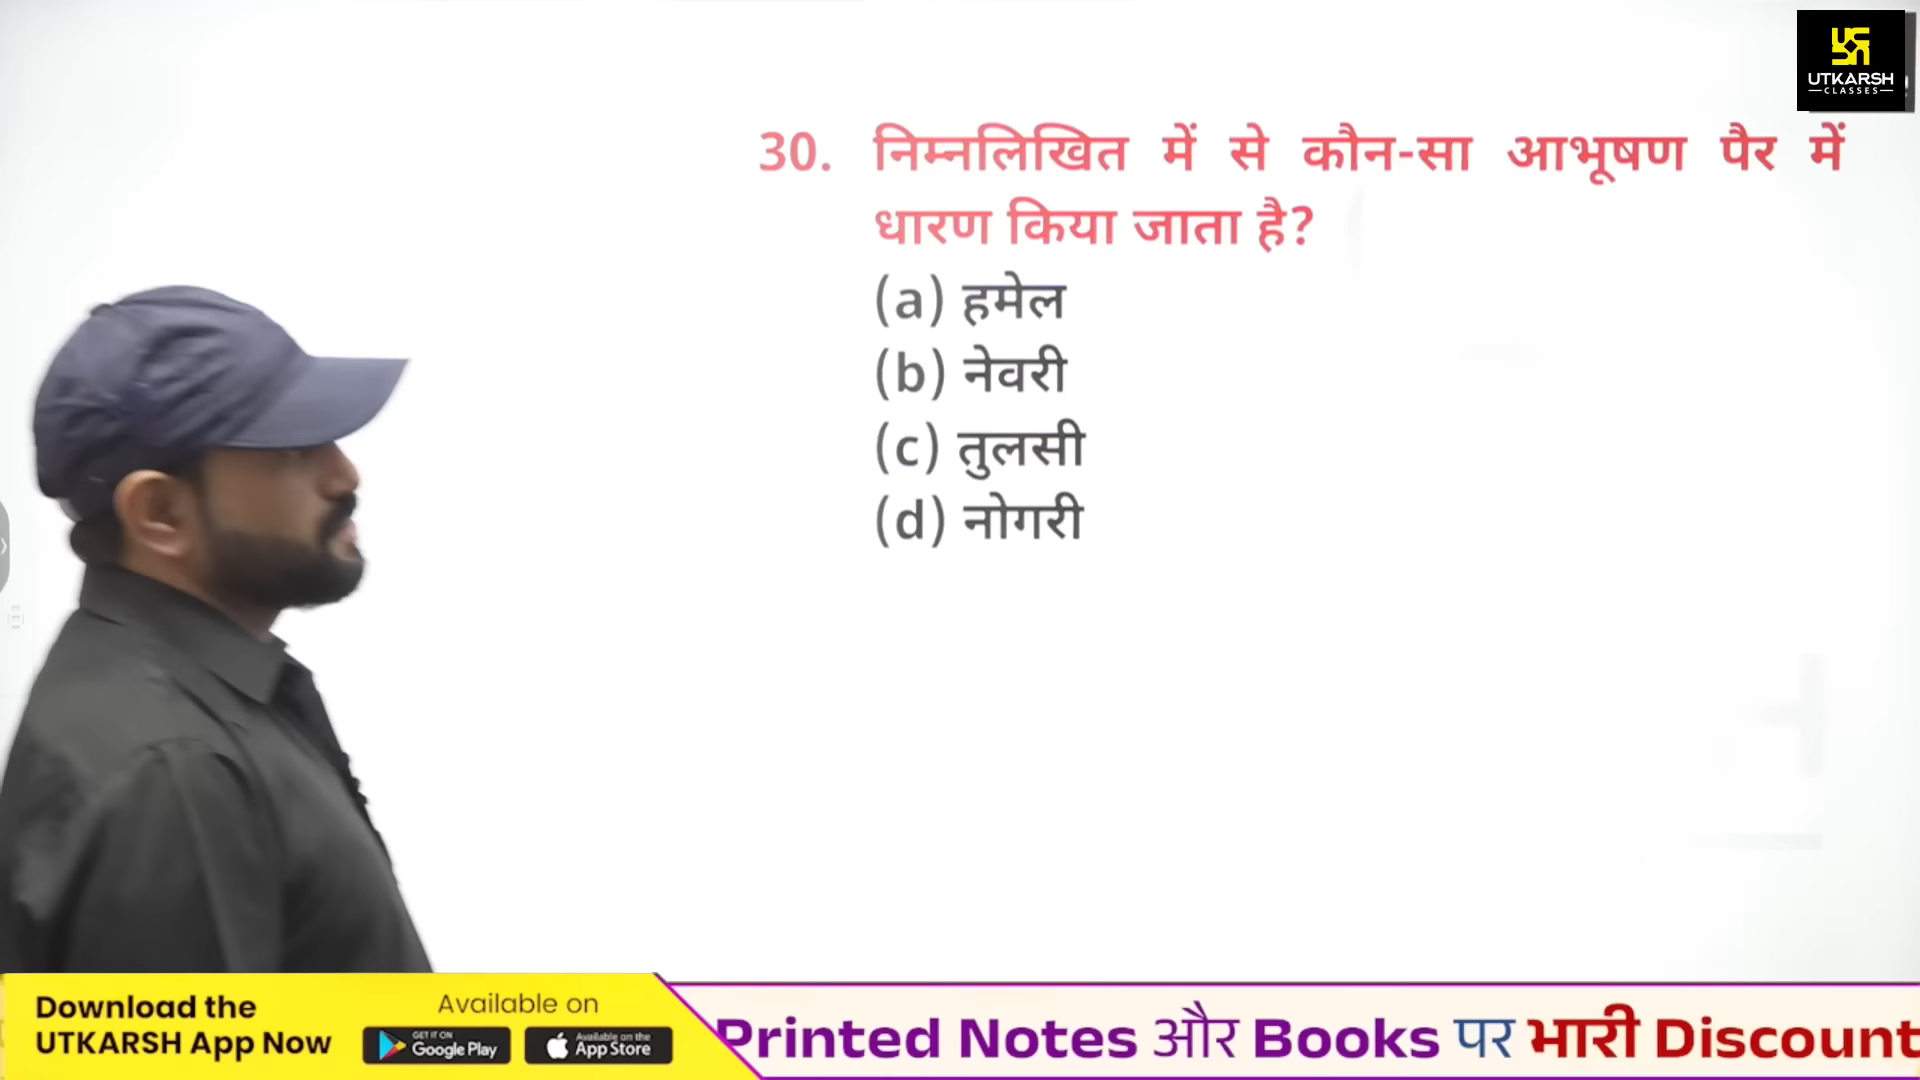 UTKARSH
CLASSES
30. निम्नलिखित में से कौन-सा आभूषण पैर में
धारण किया जाता है?
(a) हमेल
(b) नेवरी
(c) तुलसी
(d) नोगरी
Download the
UTKARSH App Now
Available on
GET IT ON
Google Play
Available on the
App Store
Printed Notes और Books पर भारी Discount